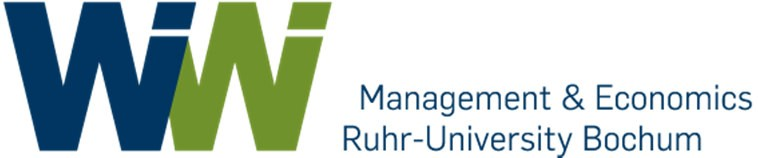 WiWi
Management & Economics
Ruhr-University Bochum